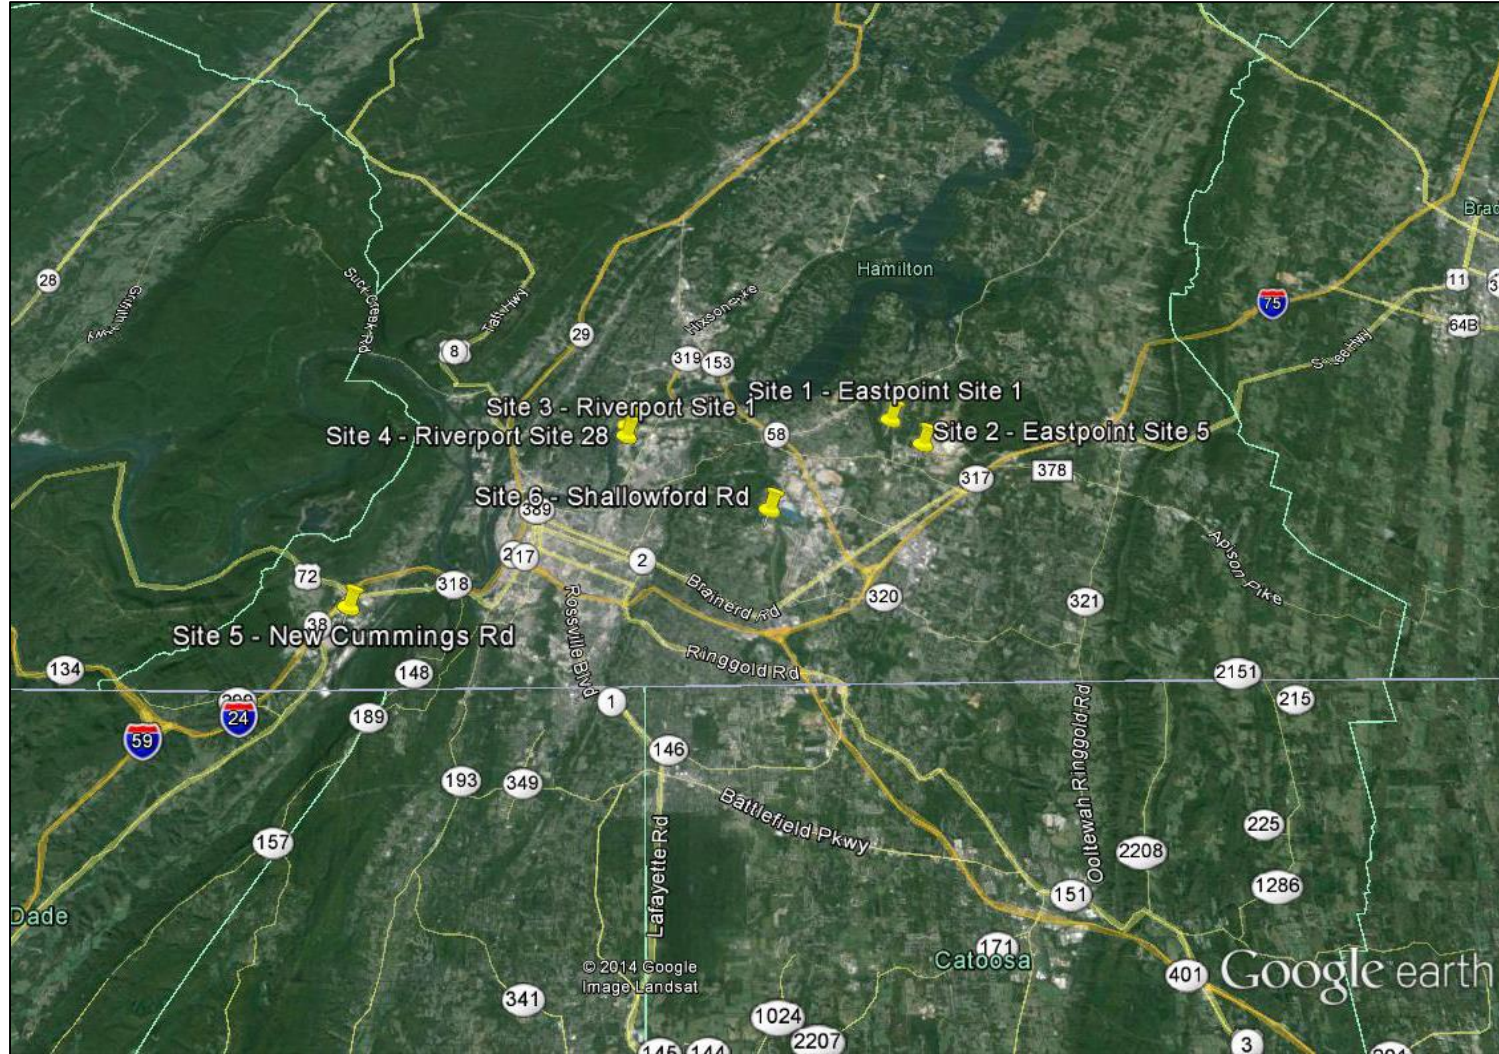 28
Suck Creek Rd
Taft Hwy
8
29
Hixson Pike
319
153
Hamilton
Brad
11
75
64B
Site 1 - Eastpoint Site 1
Site 3 - Riverport Site 1
Site 4 - Riverport Site 28
58
Site 2 - Eastpoint Site 5
317
378
Site 6 - Shallowford Rd
389
17
2
72
318
38
Site 5 - New Cummings Rd
Rossville Blvd
Brainerd Rd
Ringgold Rd
320
321
Apison Pike
134
148
24
59
189
1
2151
215
146
193
349
Battlefield Pkwy
Lafayette Rd
Ooltewah Ringgold Rd
157
225
2208
1286
151
Dade
171
Catoosa
401
Google earth
© 2014 Google
Image Landsat
341
1024
2207
145
144
3